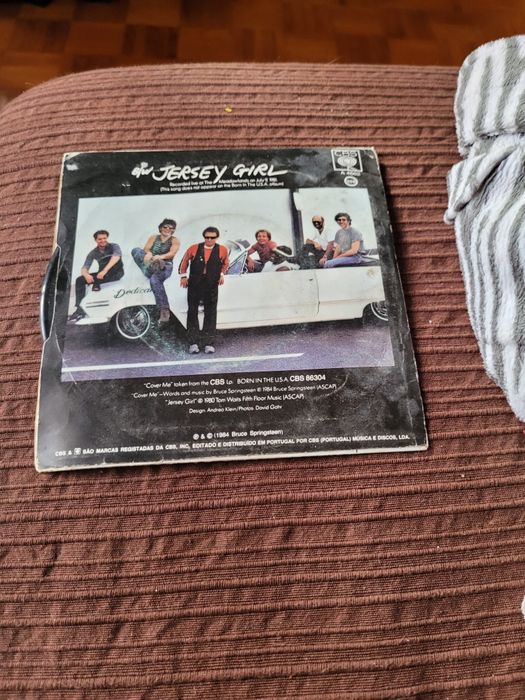 b/w JERSEY GIRL
Recorded live at The Meadowlands on July 9, 1981.
(This song does not appear on the Born In The U.S.A. album)
CBS
Dedica
"Cover Me" taken from the CBS Lp. BORN IN THE U.S.A. CBS 86304
"Cover Me"—Words and music by Bruce Springsteen © 1984 Bruce Springsteen (ASCAP)
"Jersey Girl" © 1980 Tom Waits Fifth Floor Music (ASCAP)
Design: Andrea Klein/Photos: David Gahr
℗ & © 1984 Bruce Springsteen
CBS & SÃO MARCAS REGISTADAS DA CBS, INC. EDITADO E DISTRIBUIDO EM PORTUGAL POR CBS (PORTUGAL) MÚSICA E DISCOS, LDA.